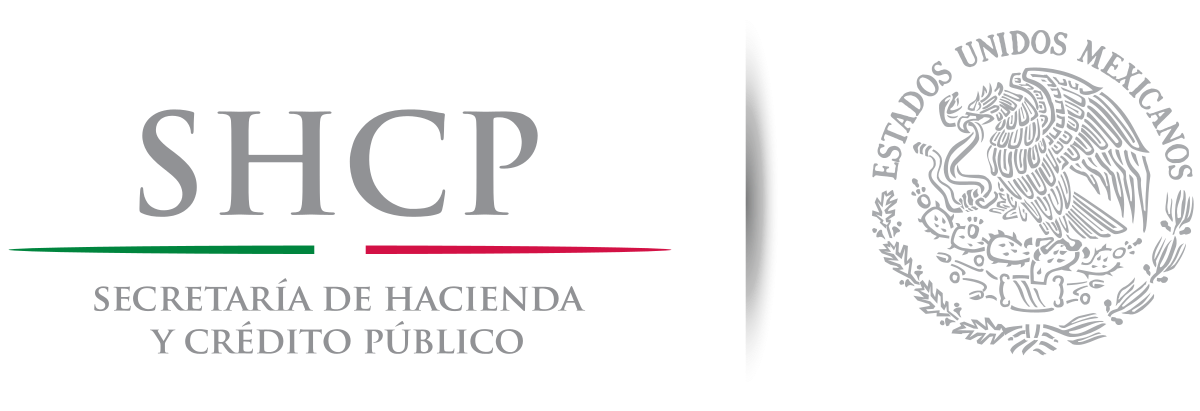 SHCP
SECRETARÍA DE HACIENDA
Y CRÉDITO PÚBLICO
ESTADOS UNIDOS MEXICANOS